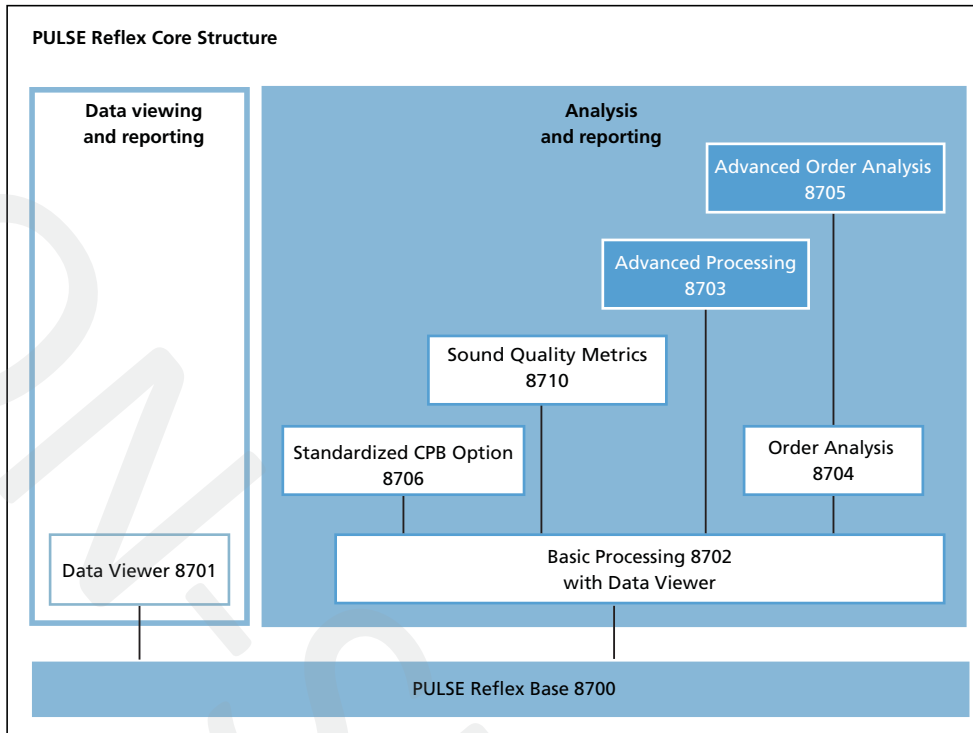 PULSE Reflex Core Structure
Data viewing
and reporting
Analysis
and reporting
Advanced Order Analysis
8705
Advanced Processing
8703
Sound Quality Metrics
8710
Standardized CPB Option
8706
Order Analysis
8704
Data Viewer 8701
Basic Processing 8702
with Data Viewer
PULSE Reflex Base 8700